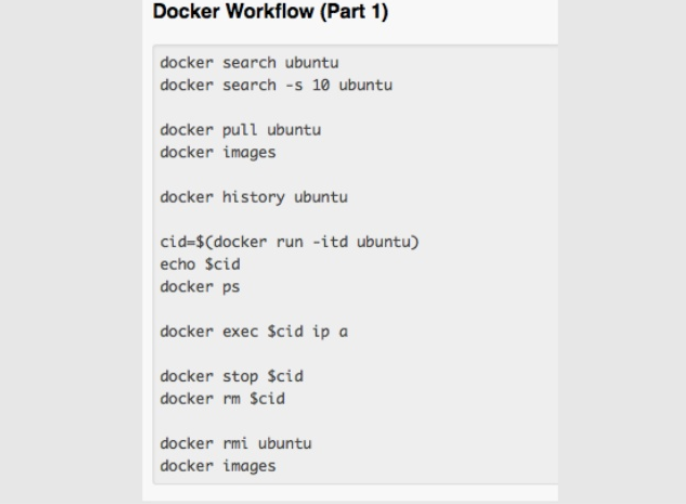 Docker Workflow (Part 1)
docker search ubuntu
docker search -s 10 ubuntu
docker pull ubuntu
docker images
docker history ubuntu
cid=$(docker run -itd ubuntu)
echo $cid
docker ps
docker exec $cid ip a
docker stop $cid
docker rm $cid
docker rmi ubuntu
docker images